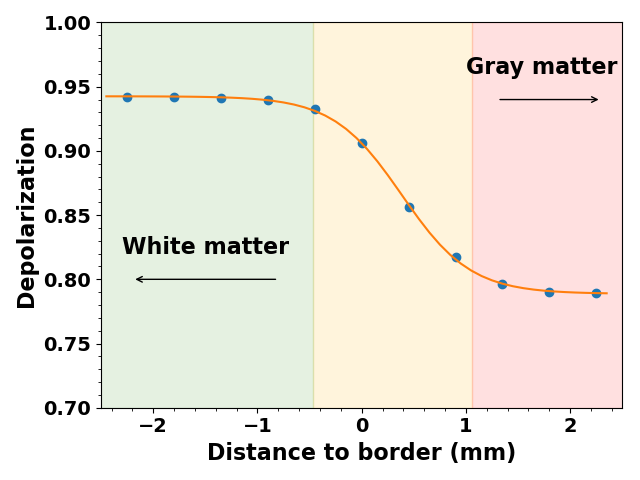 1.00
0.95
0.90
0.85
0.80
0.75
0.70
Depolarization
Gray matter
White matter
−2 −1 0 1 2
Distance to border (mm)